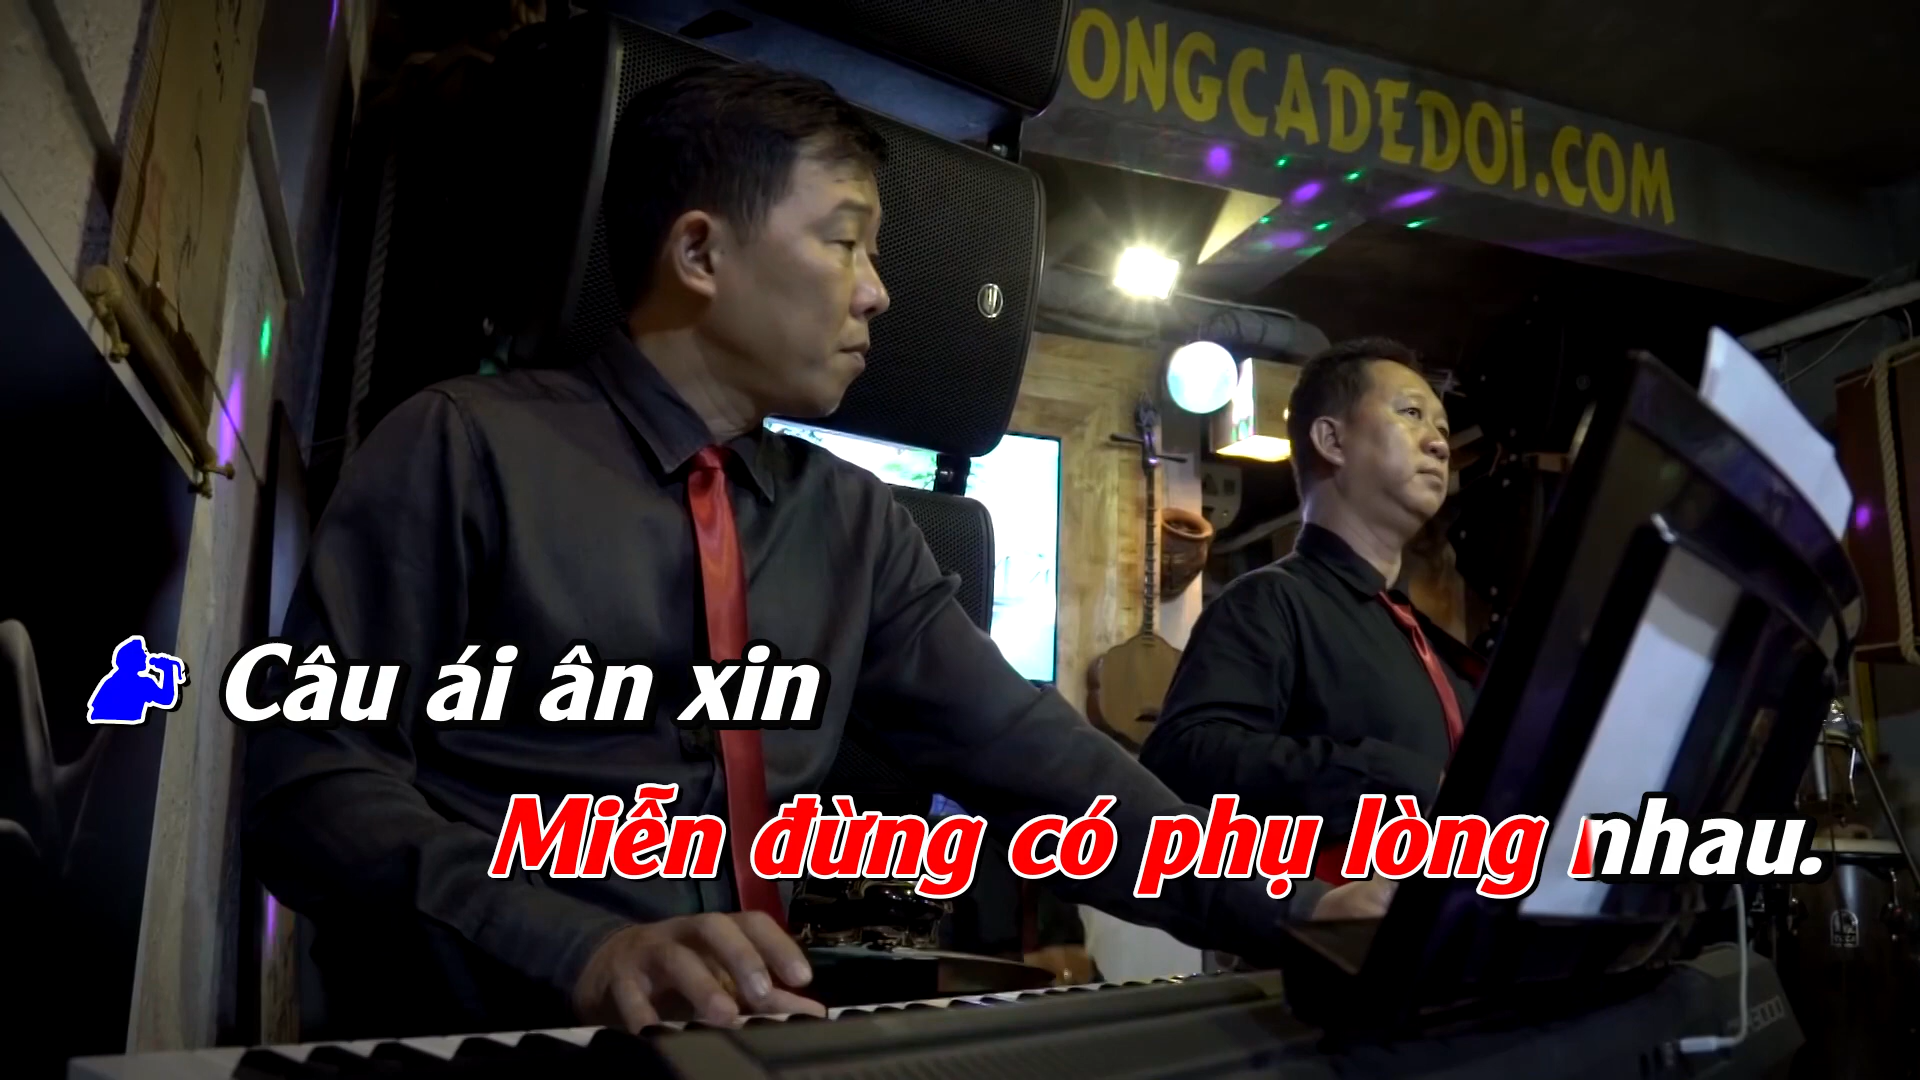 ONGCADEDOi.COM
Câu ái ân xin
Miễn đừng có phụ lòng nhau.